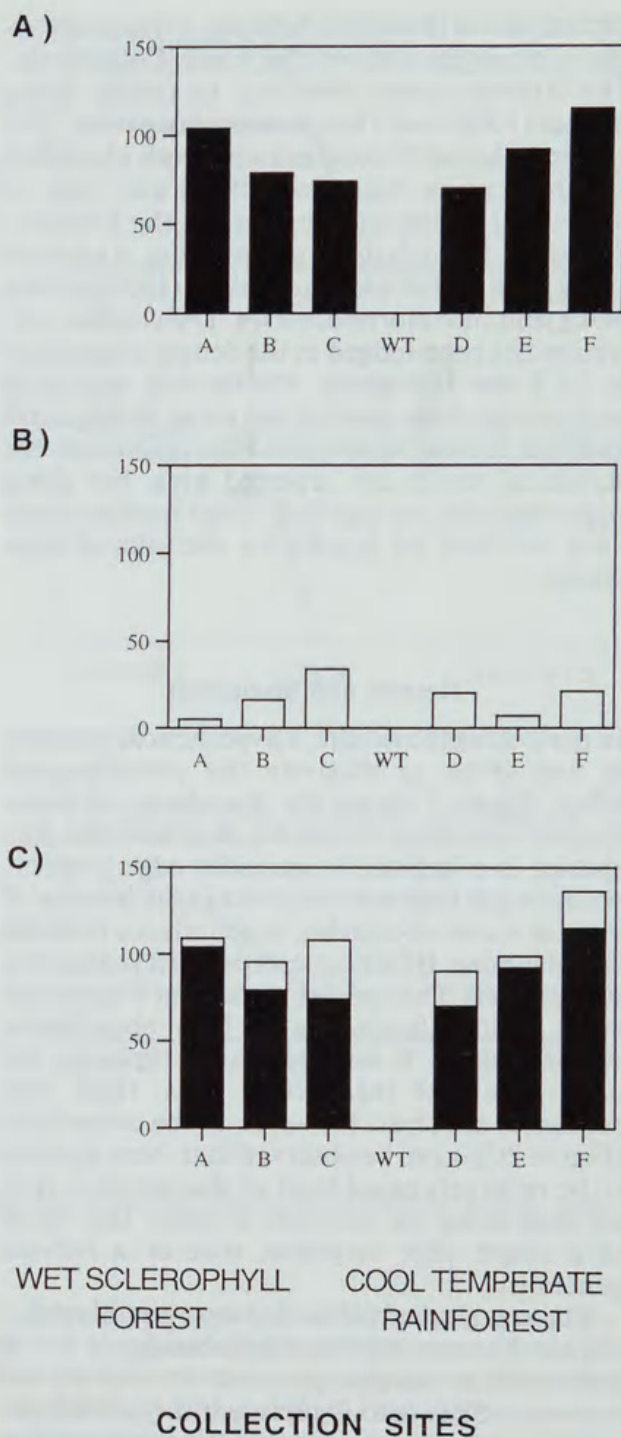 A)
150
100
50
0
A B C WT D E F
B)
150
100
50
0
A B C WT D E F
C)
150
100
50
0
A B C WT D E F
WET SCLEROPHYLL COOL TEMPERATE
FOREST RAINFOREST
COLLECTION SITES